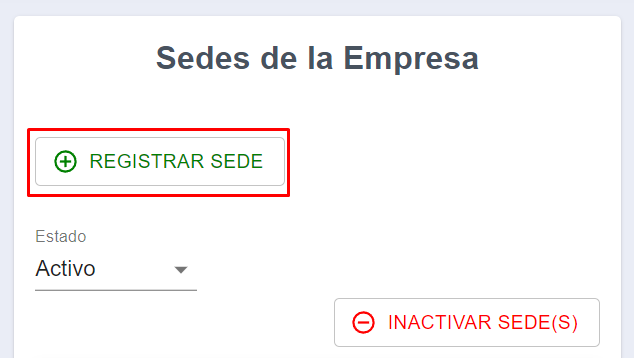 Sedes de la Empresa
REGISTRAR SEDE
Estado
Activo
INACTIVAR SEDE(S)